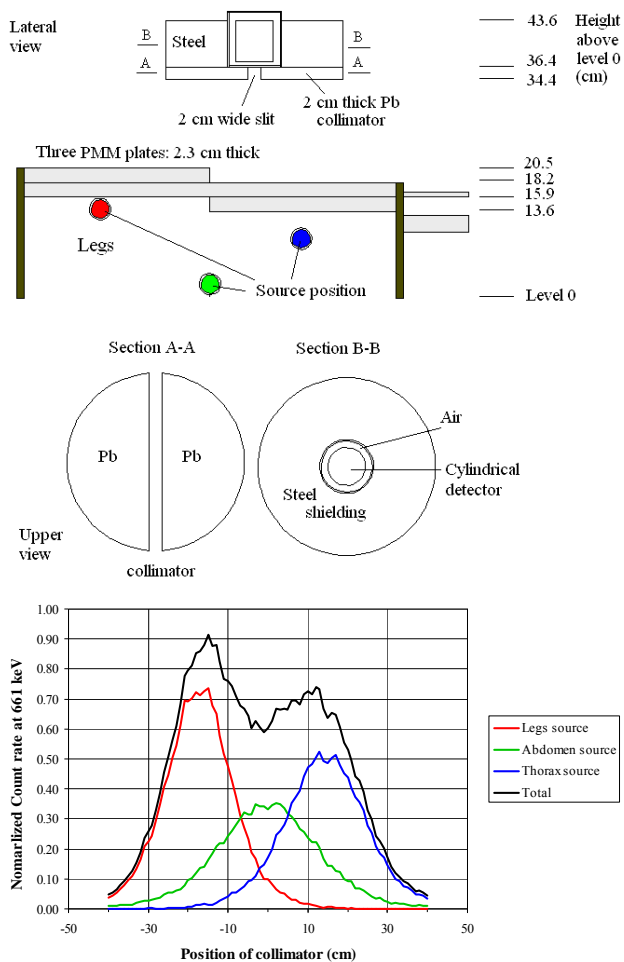 Lateral
view
B
B
Steel
A
A
43.6
Height
above
level 0
(cm)
36.4
34.4
2 cm wide slit
2 cm thick Pb
collimator
Three PMM plates: 2.3 cm thick
20.5
18.2
15.9
13.6
Legs
Source position
Level 0
Section A-A
Section B-B
Pb
Pb
Air
Cylindrical
detector
Steel
shielding
Upper
view
collimator
Nomarlized Count rate at 661 keV
1.00
0.90
0.80
0.70
0.60
0.50
0.40
0.30
0.20
0.10
0.00
-50
-30
-10
10
30
50
Position of collimator (cm)
Legs source
Abdomen source
Thorax source
Total